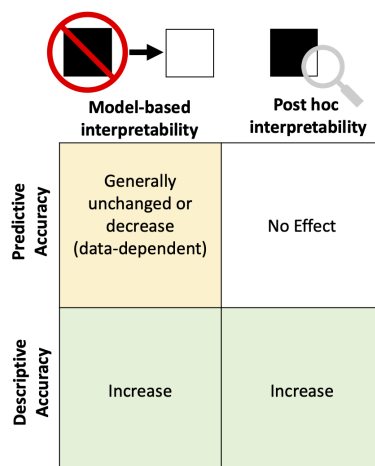 Model-based
interpretability
Post hoc
interpretability
Predictive
Accuracy
Generally
unchanged or
decrease
(data-dependent)
No Effect
Descriptive
Accuracy
Increase
Increase